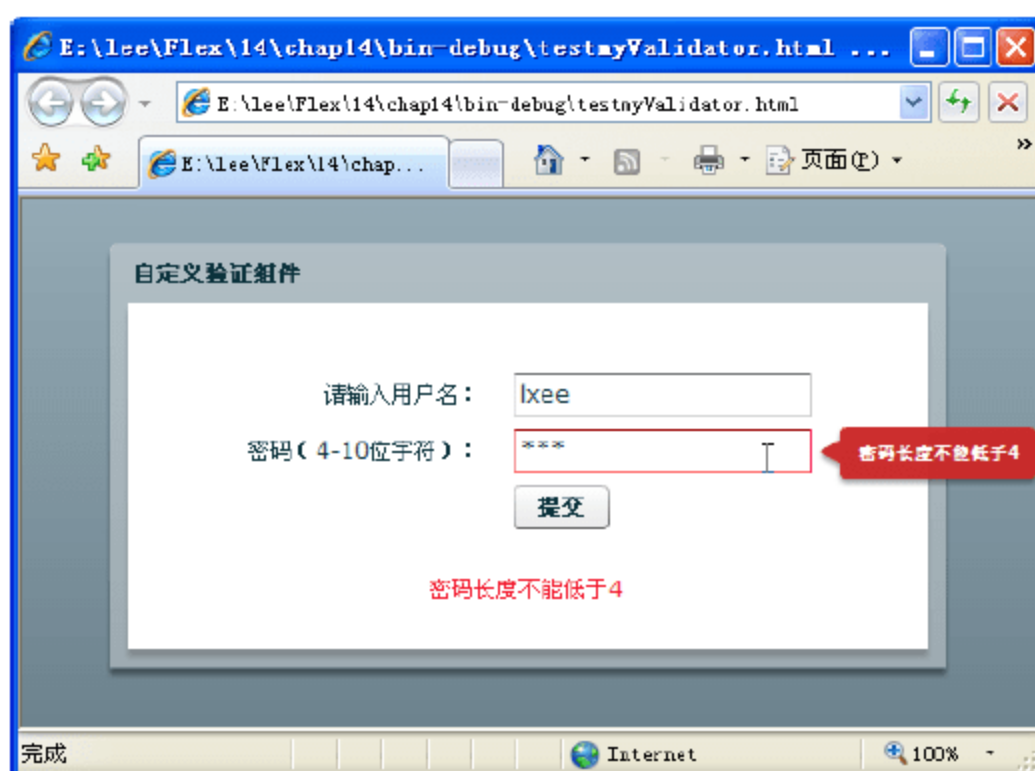 E:\lee\Flex\14\chap14\bin-debug\testmyValidator.html ...
E:\lee\Flex\14\chap14\bin-debug\testmyValidator.html
E:\lee\Flex\14\chap...
页面(P)
»
自定义验证组件
请输入用户名：
lxee
密码(4-10位字符)：
***
密码长度不能低于4
提交
密码长度不能低于4
完成
Internet
100%